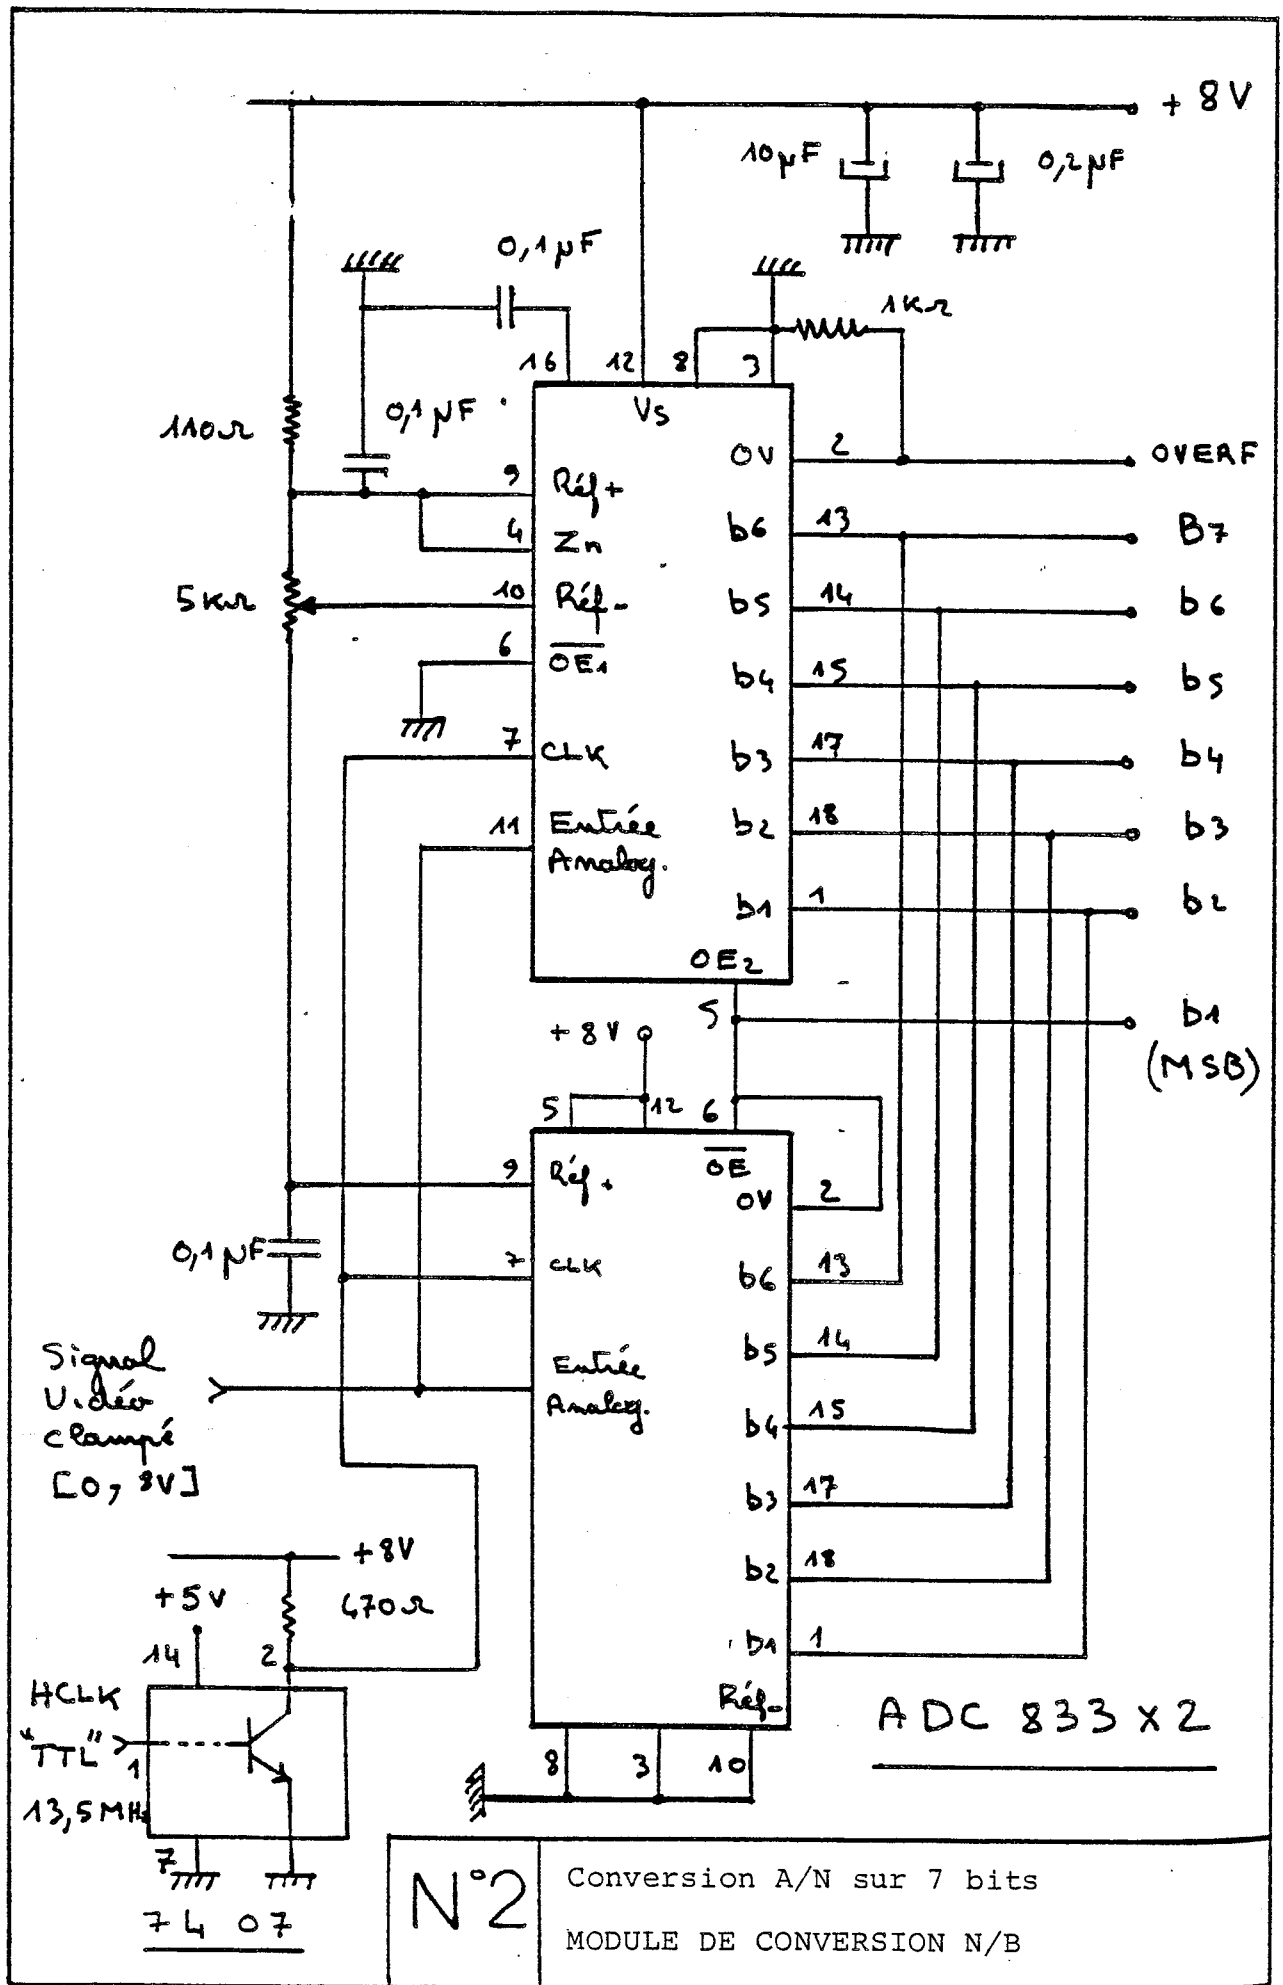 + 8V
10µF
0,2µF
0,1µF
1KΩ
16
12
8
3
0,1µF
110Ω
Vs
OV
2
OVERF
9
Réf+
b6
13
B7
4
Zn
5KΩ
10
Réf-
b5
14
b6
6
OE1
b4
15
b5
7
CLK
b3
17
b4
11
Entrée
Analog.
b2
18
b3
b1
1
b2
OE2
5
b1
(MSB)
+8V
5
12
6
OE
9
Réf+
OV
2
0,1µF
7
CLK
b6
13
Signal
Vidéo
clampé
[0, 8V]
Entrée
Analog.
b5
14
b4
15
b3
17
+8V
b2
18
+5V
470Ω
14
2
b1
1
HCLK
"TTL"
1
13,5MHz
Réf-
ADC 833 x 2
8
3
10
7
7407
N°2
Conversion A/N sur 7 bits
MODULE DE CONVERSION N/B